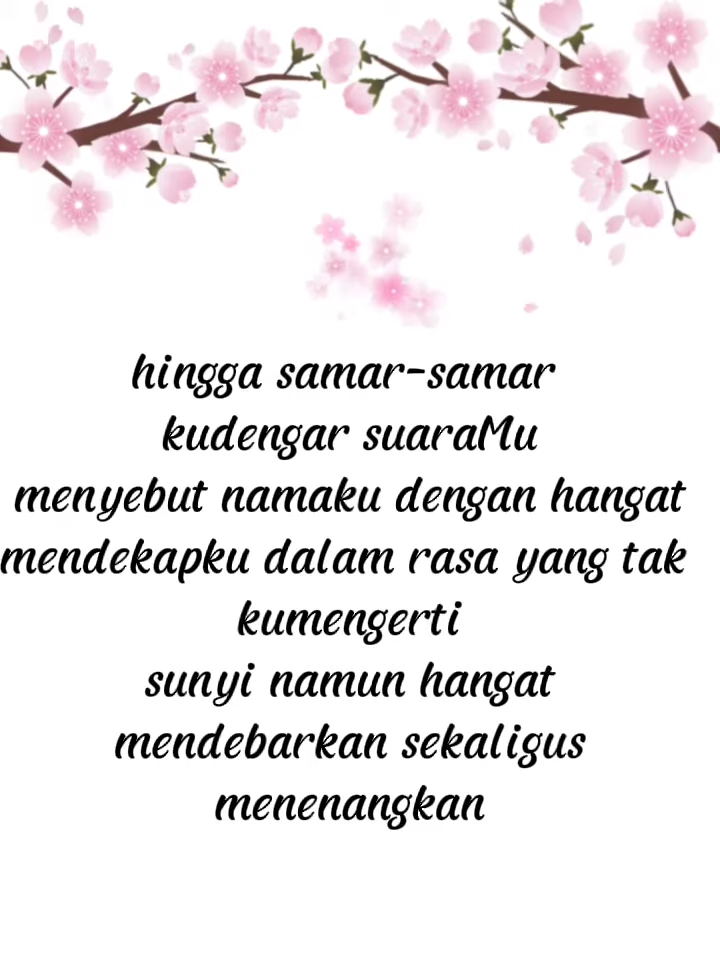 hingga samar-samar
kudengar suaraMu
menyebut namaku dengan hangat
mendekapku dalam rasa yang tak
kumengerti
sunyi namun hangat
mendebarkan sekaligus
menenangkan